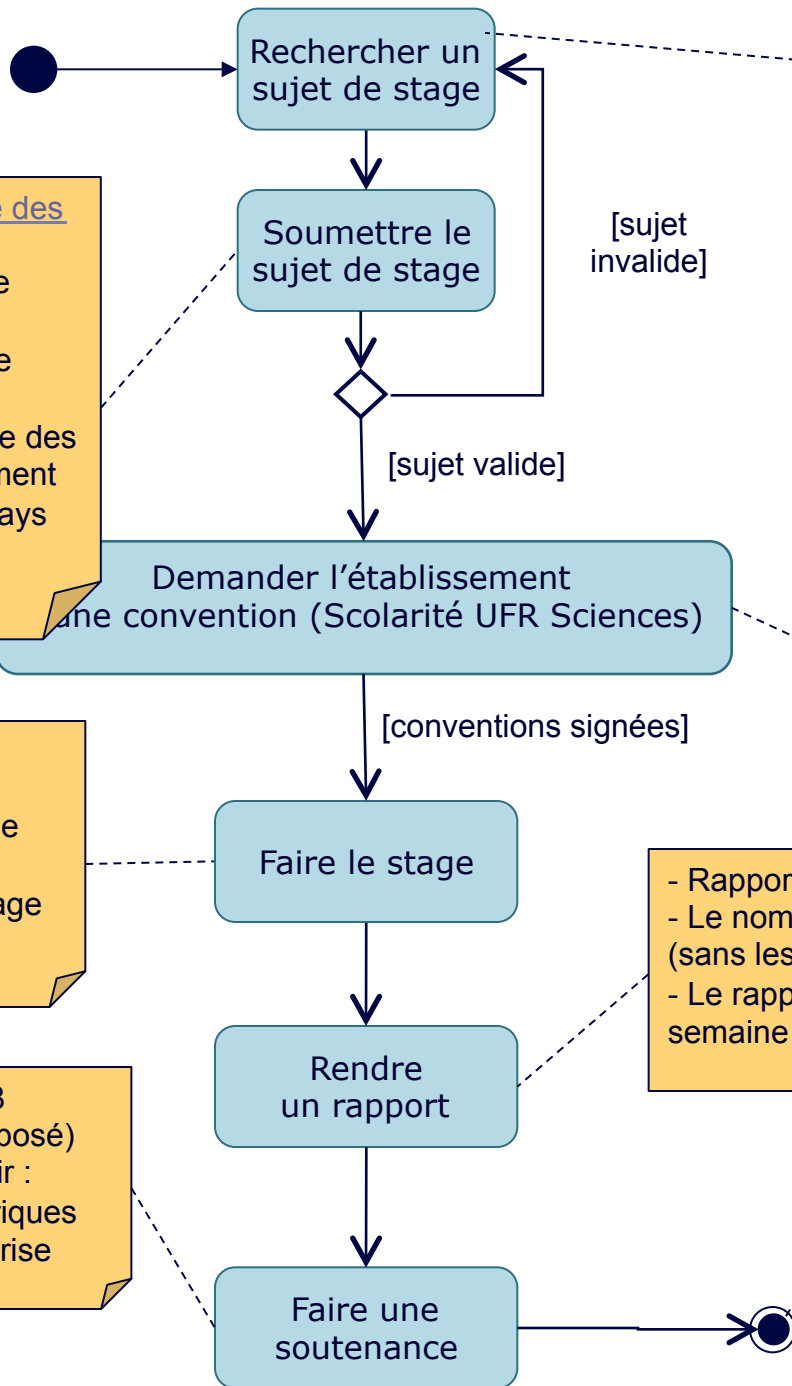 Rechercher un
sujet de stage
des
Soumettre le
sujet de stage
[sujet
invalide]
e
e
e des
ment
ays
[sujet valide]
Demander l’établissement
une convention (Scolarité UFR Sciences)
[conventions signées]
e
age
Faire le stage
- Rappor
- Le nom
(sans les
- Le rapp
semaine
Rendre
un rapport
posé)
ir :
riques
rise
Faire une
soutenance